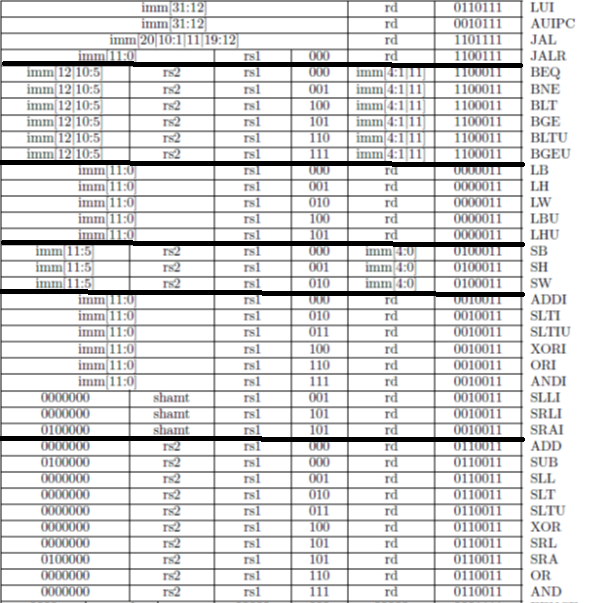 imm[31:12] rd 0110111 LUI
imm[31:12] rd 0010111 AUIPC
imm[20|10:1|11|19:12] rd 1101111 JAL
imm[11:0] rs1 000 rd 1100111 JALR
imm[12|10:5] rs2 rs1 000 imm[4:1|11] 1100011 BEQ
imm[12|10:5] rs2 rs1 001 imm[4:1|11] 1100011 BNE
imm[12|10:5] rs2 rs1 100 imm[4:1|11] 1100011 BLT
imm[12|10:5] rs2 rs1 101 imm[4:1|11] 1100011 BGE
imm[12|10:5] rs2 rs1 110 imm[4:1|11] 1100011 BLTU
imm[12|10:5] rs2 rs1 111 imm[4:1|11] 1100011 BGEU
imm[11:0] rs1 000 rd 0000011 LB
imm[11:0] rs1 001 rd 0000011 LH
imm[11:0] rs1 010 rd 0000011 LW
imm[11:0] rs1 100 rd 0000011 LBU
imm[11:0] rs1 101 rd 0000011 LHU
imm[11:5] rs2 rs1 000 imm[4:0] 0100011 SB
imm[11:5] rs2 rs1 001 imm[4:0] 0100011 SH
imm[11:5] rs2 rs1 010 imm[4:0] 0100011 SW
imm[11:0] rs1 000 rd 0010011 ADDI
imm[11:0] rs1 010 rd 0010011 SLTI
imm[11:0] rs1 011 rd 0010011 SLTIU
imm[11:0] rs1 100 rd 0010011 XORI
imm[11:0] rs1 110 rd 0010011 ORI
imm[11:0] rs1 111 rd 0010011 ANDI
0000000 shamt rs1 001 rd 0010011 SLLI
0000000 shamt rs1 101 rd 0010011 SRLI
0100000 shamt rs1 101 rd 0010011 SRAI
0000000 rs2 rs1 000 rd 0110011 ADD
0100000 rs2 rs1 000 rd 0110011 SUB
0000000 rs2 rs1 001 rd 0110011 SLL
0000000 rs2 rs1 010 rd 0110011 SLT
0000000 rs2 rs1 011 rd 0110011 SLTU
0000000 rs2 rs1 100 rd 0110011 XOR
0000000 rs2 rs1 101 rd 0110011 SRL
0100000 rs2 rs1 101 rd 0110011 SRA
0000000 rs2 rs1 110 rd 0110011 OR
0000000 rs2 rs1 111 rd 0110011 AND